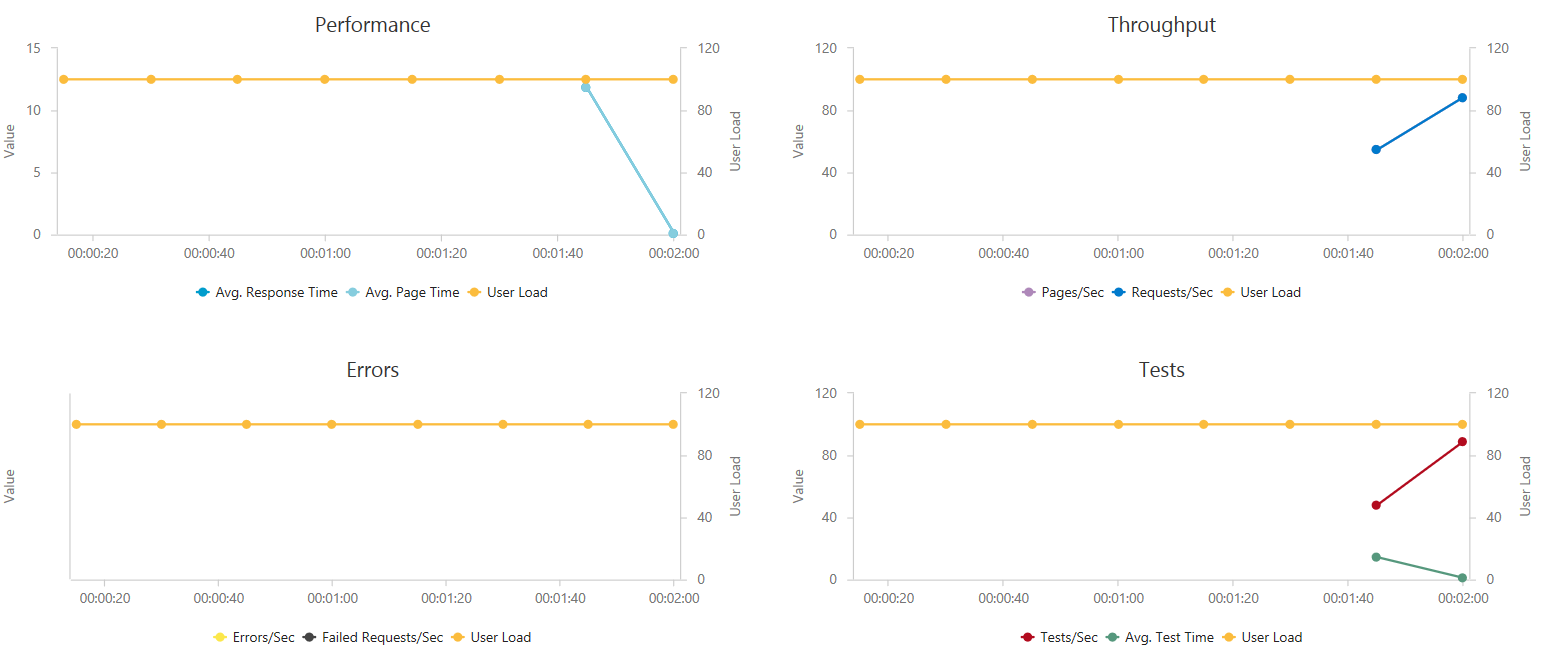 Performance
15
10
5
0
Value
120
80
40
0
User Load
00:00:20 00:00:40 00:01:00 00:01:20 00:01:40 00:02:00
Avg. Response Time Avg. Page Time User Load
Throughput
120
80
40
0
Value
120
80
40
0
User Load
00:00:20 00:00:40 00:01:00 00:01:20 00:01:40 00:02:00
Pages/Sec Requests/Sec User Load
Errors
Value
120
80
40
0
User Load
00:00:20 00:00:40 00:01:00 00:01:20 00:01:40 00:02:00
Errors/Sec Failed Requests/Sec User Load
Tests
120
80
40
0
Value
120
80
40
0
User Load
00:00:20 00:00:40 00:01:00 00:01:20 00:01:40 00:02:00
Tests/Sec Avg. Test Time User Load